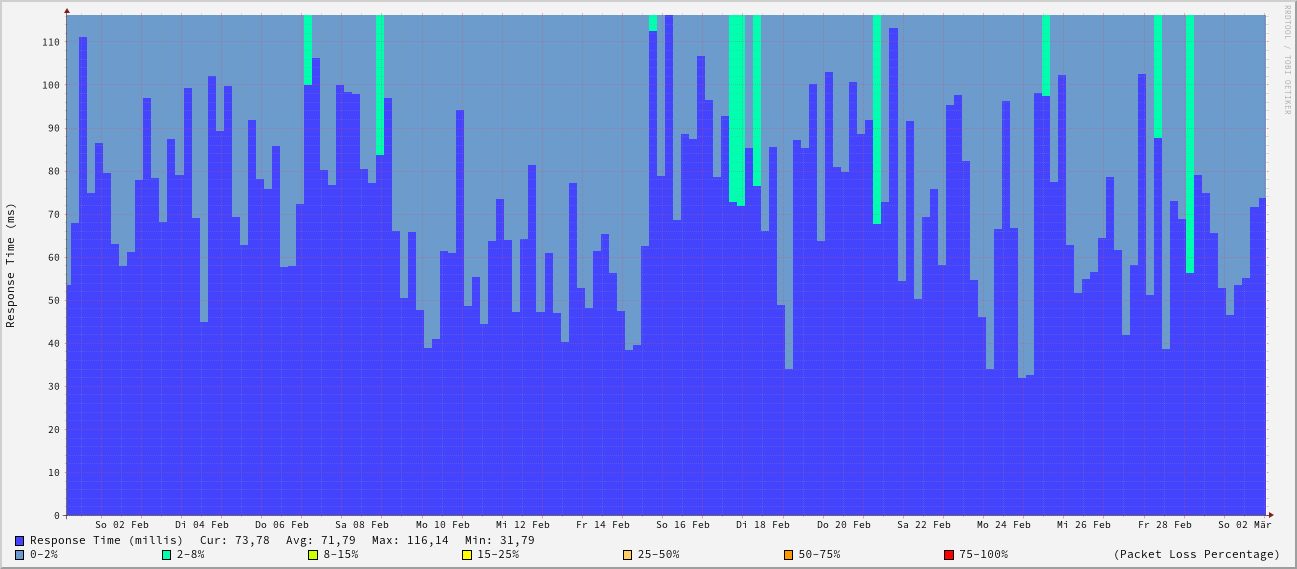 RRDTOOL / TOBI OETIKER
Response Time (ms)
110
100
90
80
70
60
50
40
30
20
10
0
So 02 Feb Di 04 Feb Do 06 Feb Sa 08 Feb Mo 10 Feb Mi 12 Feb Fr 14 Feb So 16 Feb Di 18 Feb Do 20 Feb Sa 22 Feb Mo 24 Feb Mi 26 Feb Fr 28 Feb So 02 Mär
Response Time (millis) Cur: 73,78 Avg: 71,79 Max: 116,14 Min: 31,79
0-2% 2-8% 8-15% 15-25% 25-50% 50-75% 75-100% (Packet Loss Percentage)